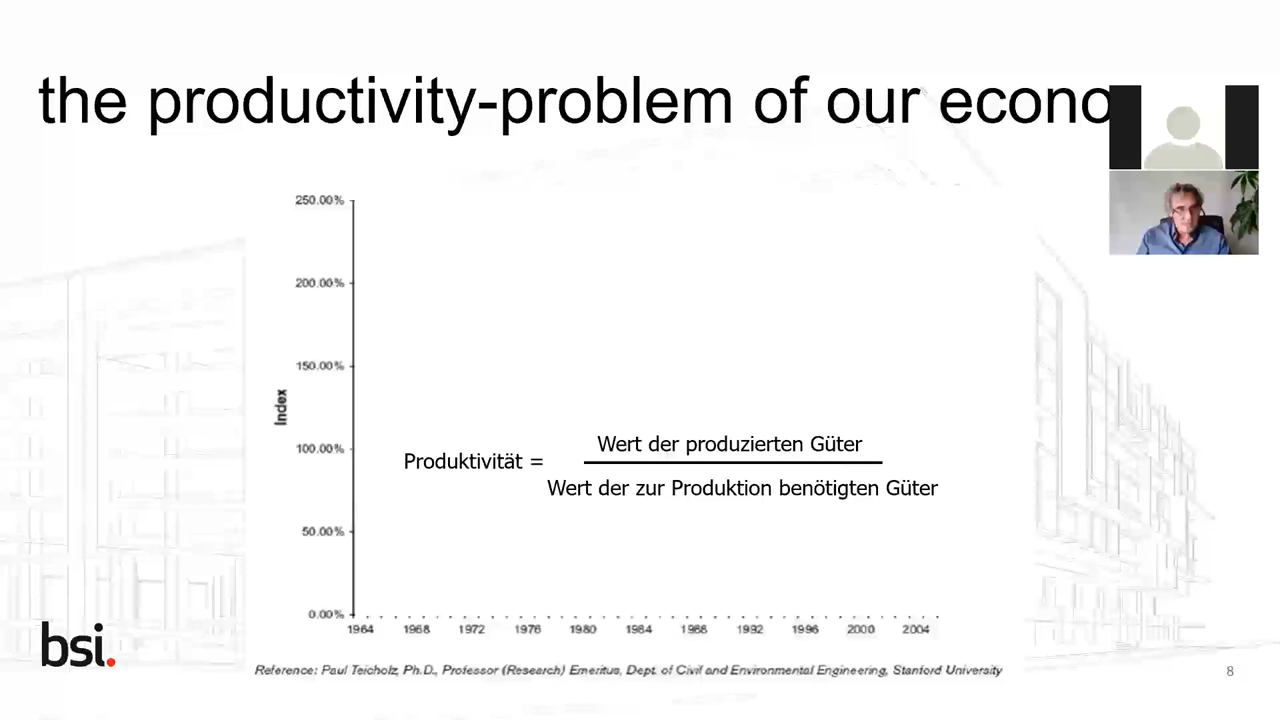 the productivity-problem of our econo
250.00%
200.00%
150.00%
Index
100.00%
Produktivität =
Wert der produzierten Güter
Wert der zur Produktion benötigten Güter
50.00%
0.00%
1964 1968 1972 1976 1980 1984 1988 1992 1996 2000 2004
Reference: Paul Teicholz, Ph.D., Professor (Research) Emeritus, Dept. of Civil and Environmental Engineering, Stanford University
bsi.
8